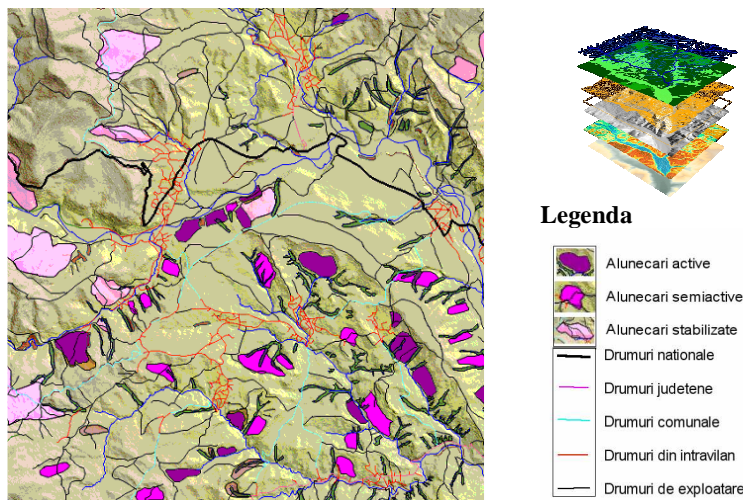 Legenda
Alunecari active
Alunecari semiactive
Alunecari stabilizate
Drumuri nationale
Drumuri judetene
Drumuri comunale
Drumuri din intravilan
Drumuri de exploatare